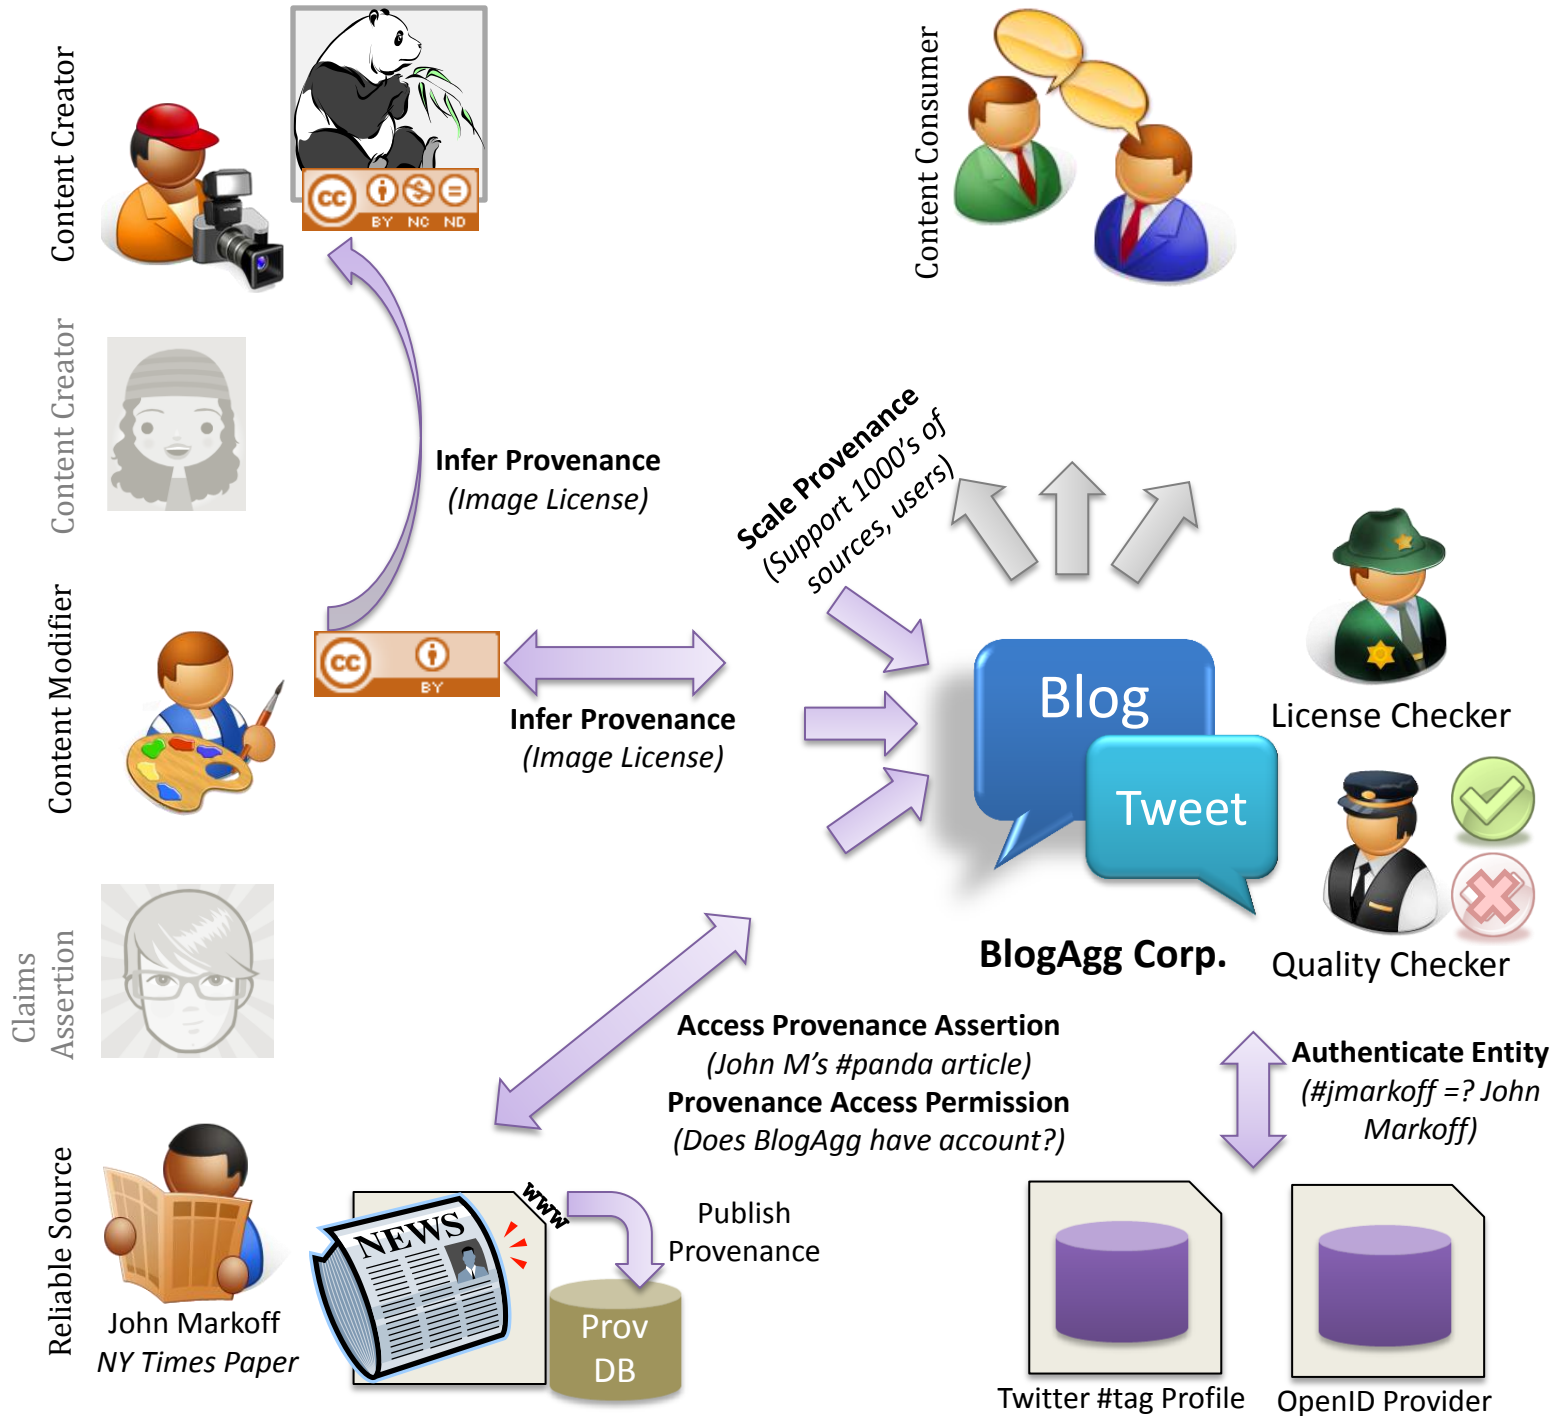 Content Creator
cc
BY NC ND
Content Consumer
Content Creator
Infer Provenance
(Image License)
Scale Provenance
(Support 1000's of
sources, users)
Content Modifier
cc
BY
Infer Provenance
(Image License)
Blog
Tweet
BlogAgg Corp.
License Checker
Quality Checker
Claims
Assertion
Access Provenance Assertion
(John M's #panda article)
Provenance Access Permission
(Does BlogAgg have account?)
Authenticate Entity
(#jmarkoff =? John
Markoff)
Reliable Source
John Markoff
NY Times Paper
NEWS
www
Publish
Provenance
Prov
DB
Twitter #tag Profile
OpenID Provider